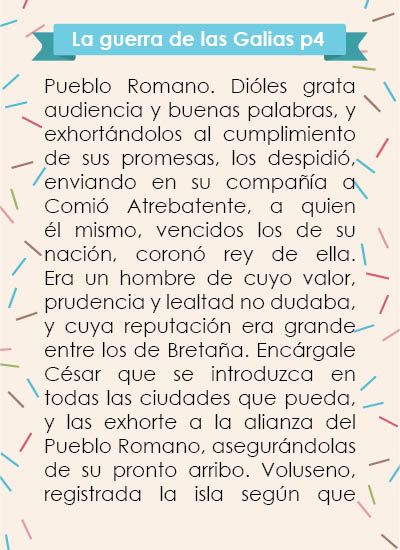 La guerra de las Galias p4
Pueblo Romano. Dióles grata
audiencia y buenas palabras, y
exhortándolos al cumplimiento
de sus promesas, los despidió,
enviando en su compañía a
Comió Atrebatente, a quien
él mismo, vencidos los de su
nación, coronó rey de ella.
Era un hombre de cuyo valor,
prudencia y lealtad no dudaba,
y cuya reputación era grande
entre los de Bretaña. Encárgale
César que se introduzca en
todas las ciudades que pueda,
y las exhorte a la alianza del
Pueblo Romano, asegurándolas
de su pronto arribo. Voluseno,
registrada la isla según que